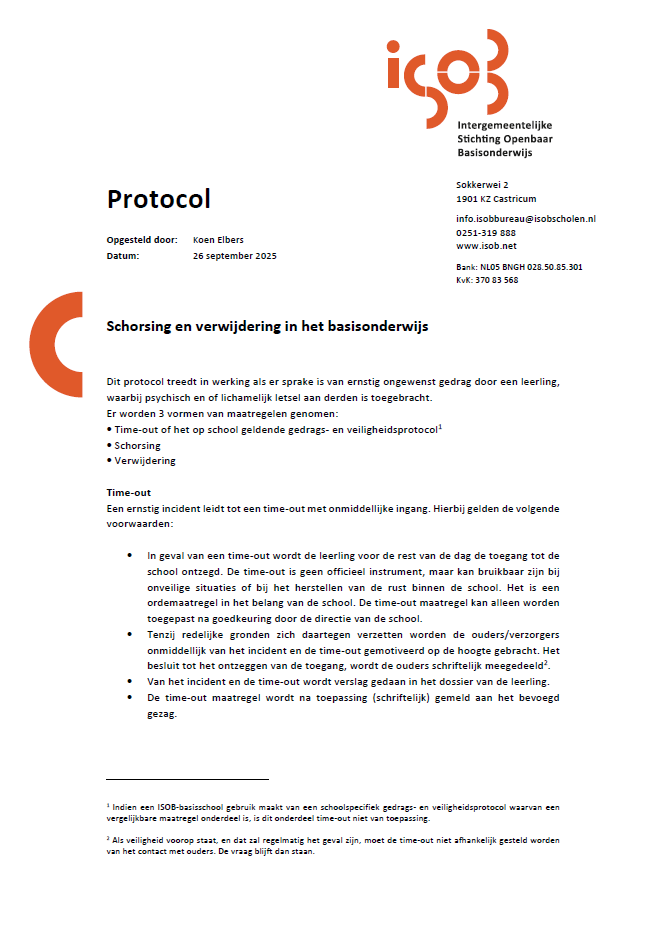 isob
Intergemeentelijke
Stichting Openbaar
Basisonderwijs
Sokkerwei 2
1901 KZ Castricum
info.isobbureau@isobscholen.nl
0251-319 888
www.isob.net
Bank: NL05 BNGH 028.50.85.301
KvK: 370 83 568
Protocol
Opgesteld door: Koen Elbers
Datum: 26 september 2025
Schorsing en verwijdering in het basisonderwijs
Dit protocol treedt in werking als er sprake is van ernstig ongewenst gedrag door een leerling,
waarbij psychisch en of lichamelijk letsel aan derden is toegebracht.
Er worden 3 vormen van maatregelen genomen:
• Time-out of het op school geldende gedrags- en veiligheidsprotocol¹
• Schorsing
• Verwijdering
Time-out
Een ernstig incident leidt tot een time-out met onmiddellijke ingang. Hierbij gelden de volgende
voorwaarden:
• In geval van een time-out wordt de leerling voor de rest van de dag de toegang tot de
school ontzegd. De time-out is geen officieel instrument, maar kan bruikbaar zijn bij
onveilige situaties of bij het herstellen van de rust binnen de school. Het is een
ordemaatregel in het belang van de school. De time-out maatregel kan alleen worden
toegepast na goedkeuring door de directie van de school.
• Tenzij redelijke gronden zich daartegen verzetten worden de ouders/verzorgers
onmiddellijk van het incident en de time-out gemotiveerd op de hoogte gebracht. Het
besluit tot het ontzeggen van de toegang, wordt de ouders schriftelijk meegedeeld².
• Van het incident en de time-out wordt verslag gedaan in het dossier van de leerling.
• De time-out maatregel wordt na toepassing (schriftelijk) gemeld aan het bevoegd
gezag.
¹ Indien een ISOB-basisschool gebruik maakt van een schoolspecifiek gedrags- en veiligheidsprotocol waarvan een
vergelijkbare maatregel onderdeel is, is dit onderdeel time-out niet van toepassing.
² Als veiligheid voorop staat, en dat zal regelmatig het geval zijn, moet de time-out niet afhankelijk gesteld worden
van het contact met ouders. De vraag blijft dan staan.